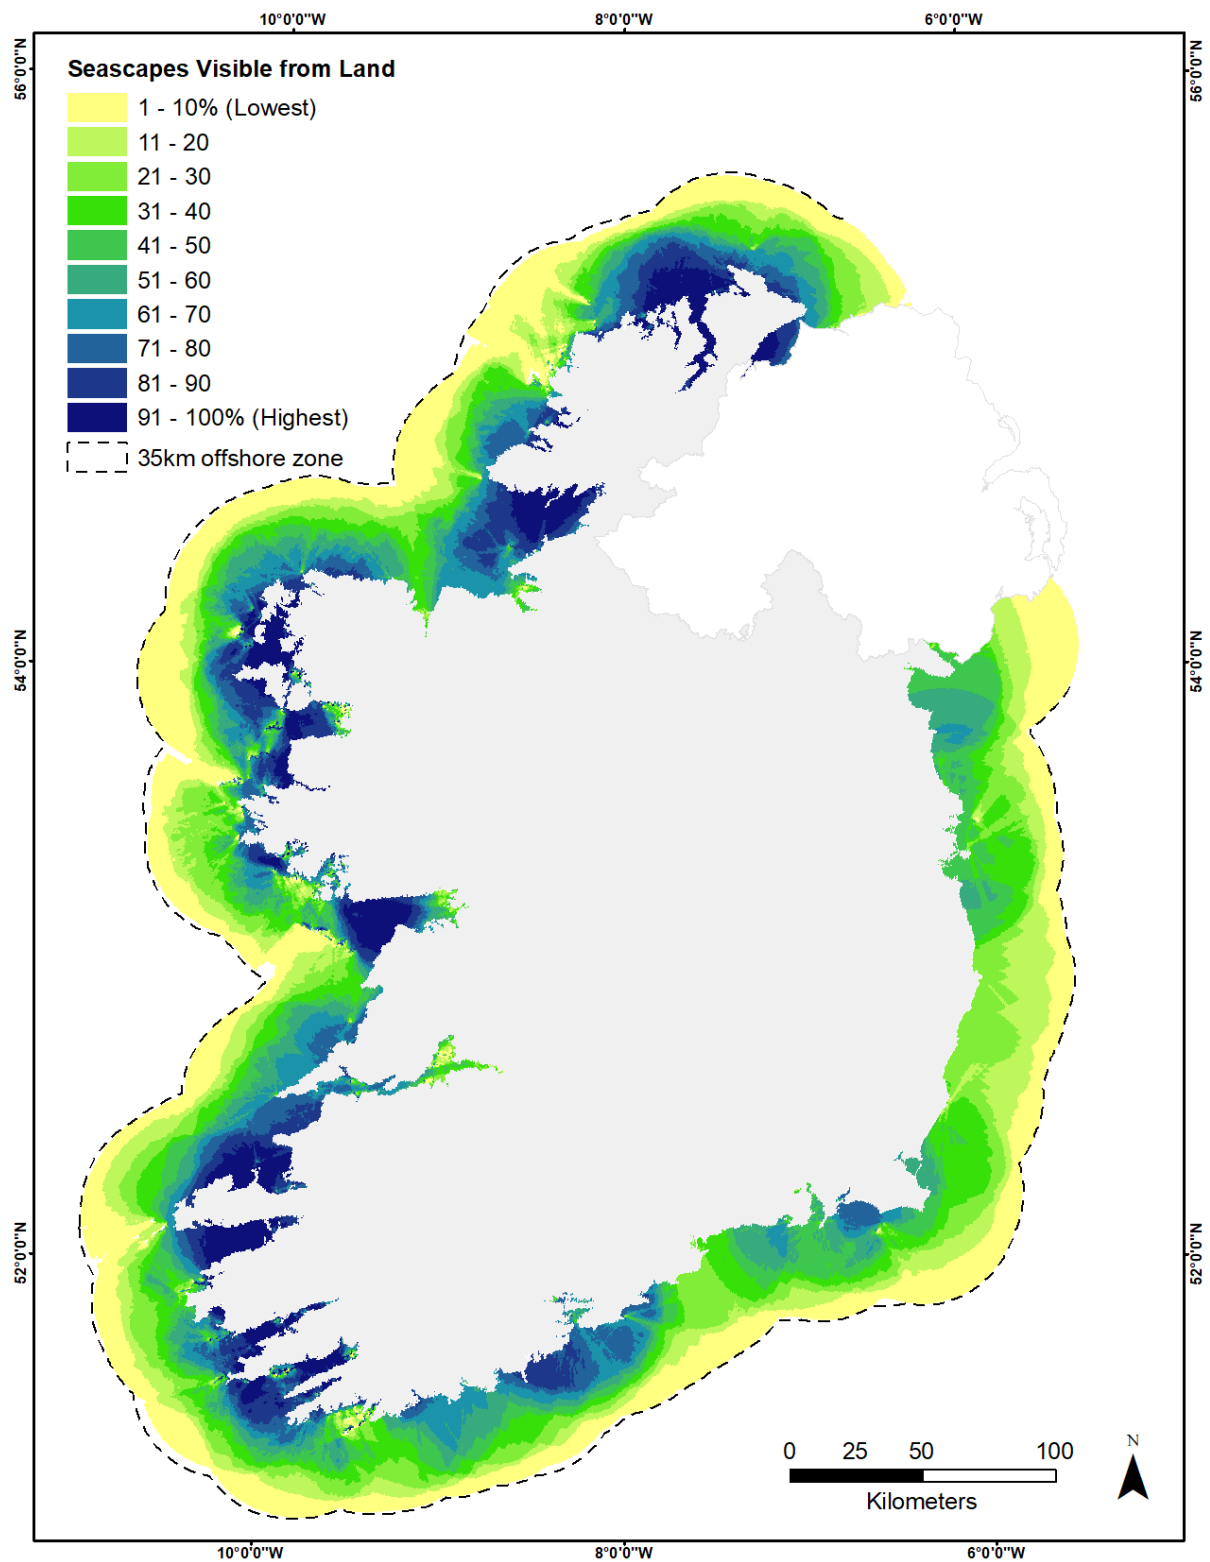 10°0'0"W 8°0'0"W 6°0'0"W
56°0'0"N 56°0'0"N
Seascapes Visible from Land
1 - 10% (Lowest)
11 - 20
21 - 30
31 - 40
41 - 50
51 - 60
61 - 70
71 - 80
81 - 90
91 - 100% (Highest)
35km offshore zone
54°0'0"N 54°0'0"N
52°0'0"N 52°0'0"N
N
0 25 50 100
Kilometers
10°0'0"W 8°0'0"W 6°0'0"W